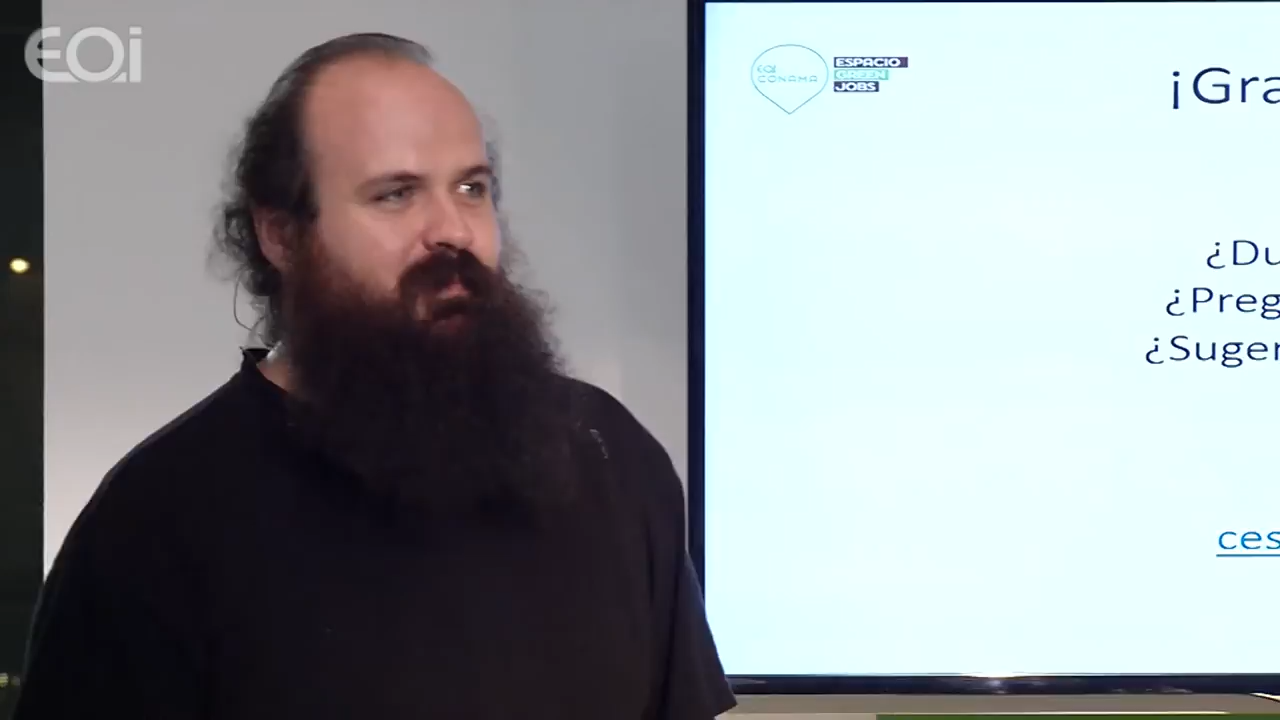 EOi
EOI
CONAMA
ESPACIO
GREEN
JOBS
¡Gra
¿Du
¿Preg
¿Suger
ces